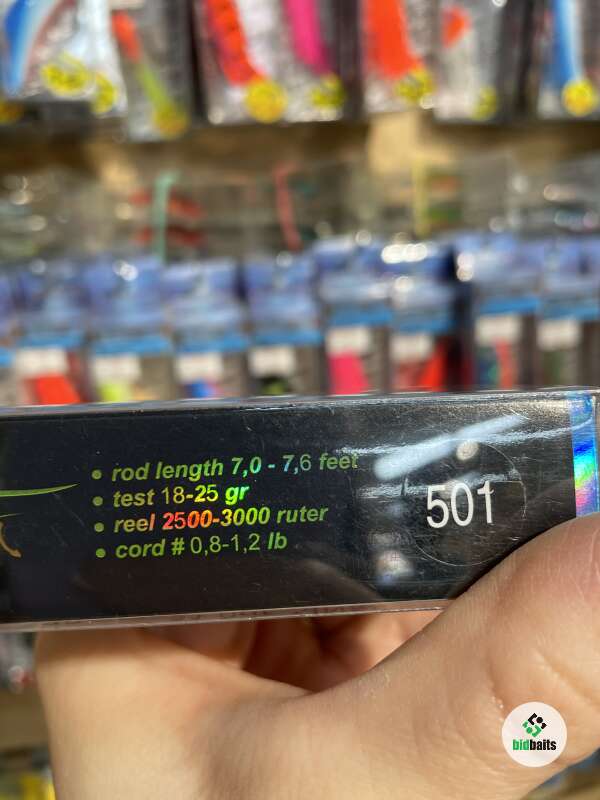 • rod length 7,0 - 7,6 feet
• test 18-25 gr
• reel 2500-3000 ruter
• cord # 0,8-1,2 lb
501
bidbaits